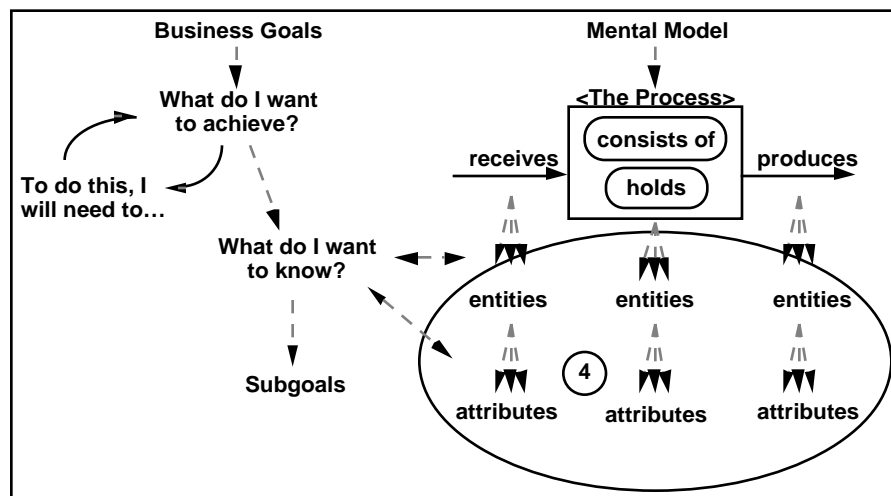 Business Goals
Mental Model
What do I want
to achieve?
<The Process>
consists of
receives
produces
holds
To do this, I
will need to…
What do I want
to know?
entities
entities
entities
4
Subgoals
attributes
attributes
attributes